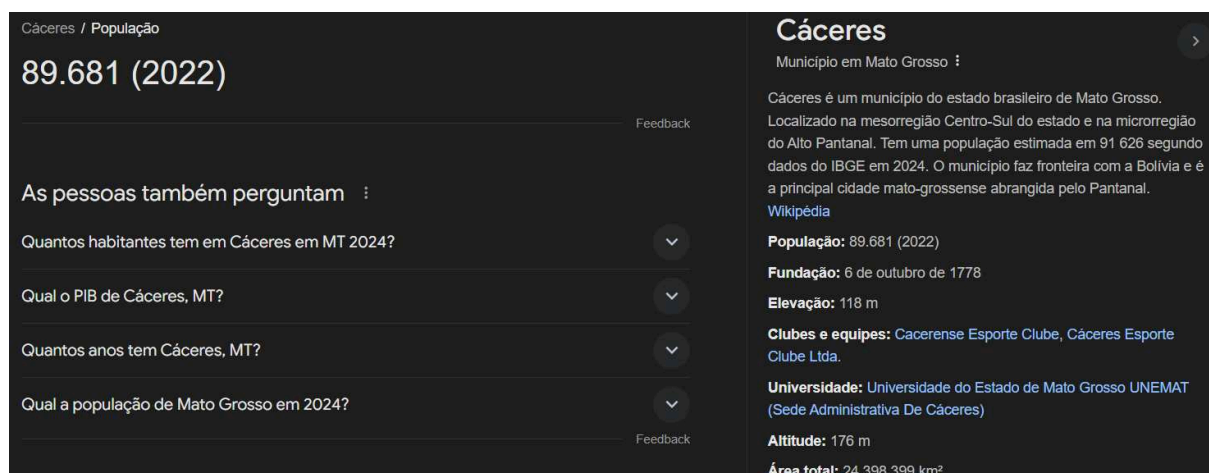 Cáceres / População
89.681 (2022)
Feedback
As pessoas também perguntam
Quantos habitantes tem em Cáceres em MT 2024?
Qual o PIB de Cáceres, MT?
Quantos anos tem Cáceres, MT?
Qual a população de Mato Grosso em 2024?
Feedback
Cáceres
Município em Mato Grosso
Cáceres é um município do estado brasileiro de Mato Grosso.
Localizado na mesorregião Centro-Sul do estado e na microrregião
do Alto Pantanal. Tem uma população estimada em 91 626 segundo
dados do IBGE em 2024. O município faz fronteira com a Bolívia e é
a principal cidade mato-grossense abrangida pelo Pantanal.
Wikipédia
População: 89.681 (2022)
Fundação: 6 de outubro de 1778
Elevação: 118 m
Clubes e equipes: Cacerense Esporte Clube, Cáceres Esporte
Clube Ltda.
Universidade: Universidade do Estado de Mato Grosso UNEMAT
(Sede Administrativa De Cáceres)
Altitude: 176 m
Área total: 24.398,399 km²